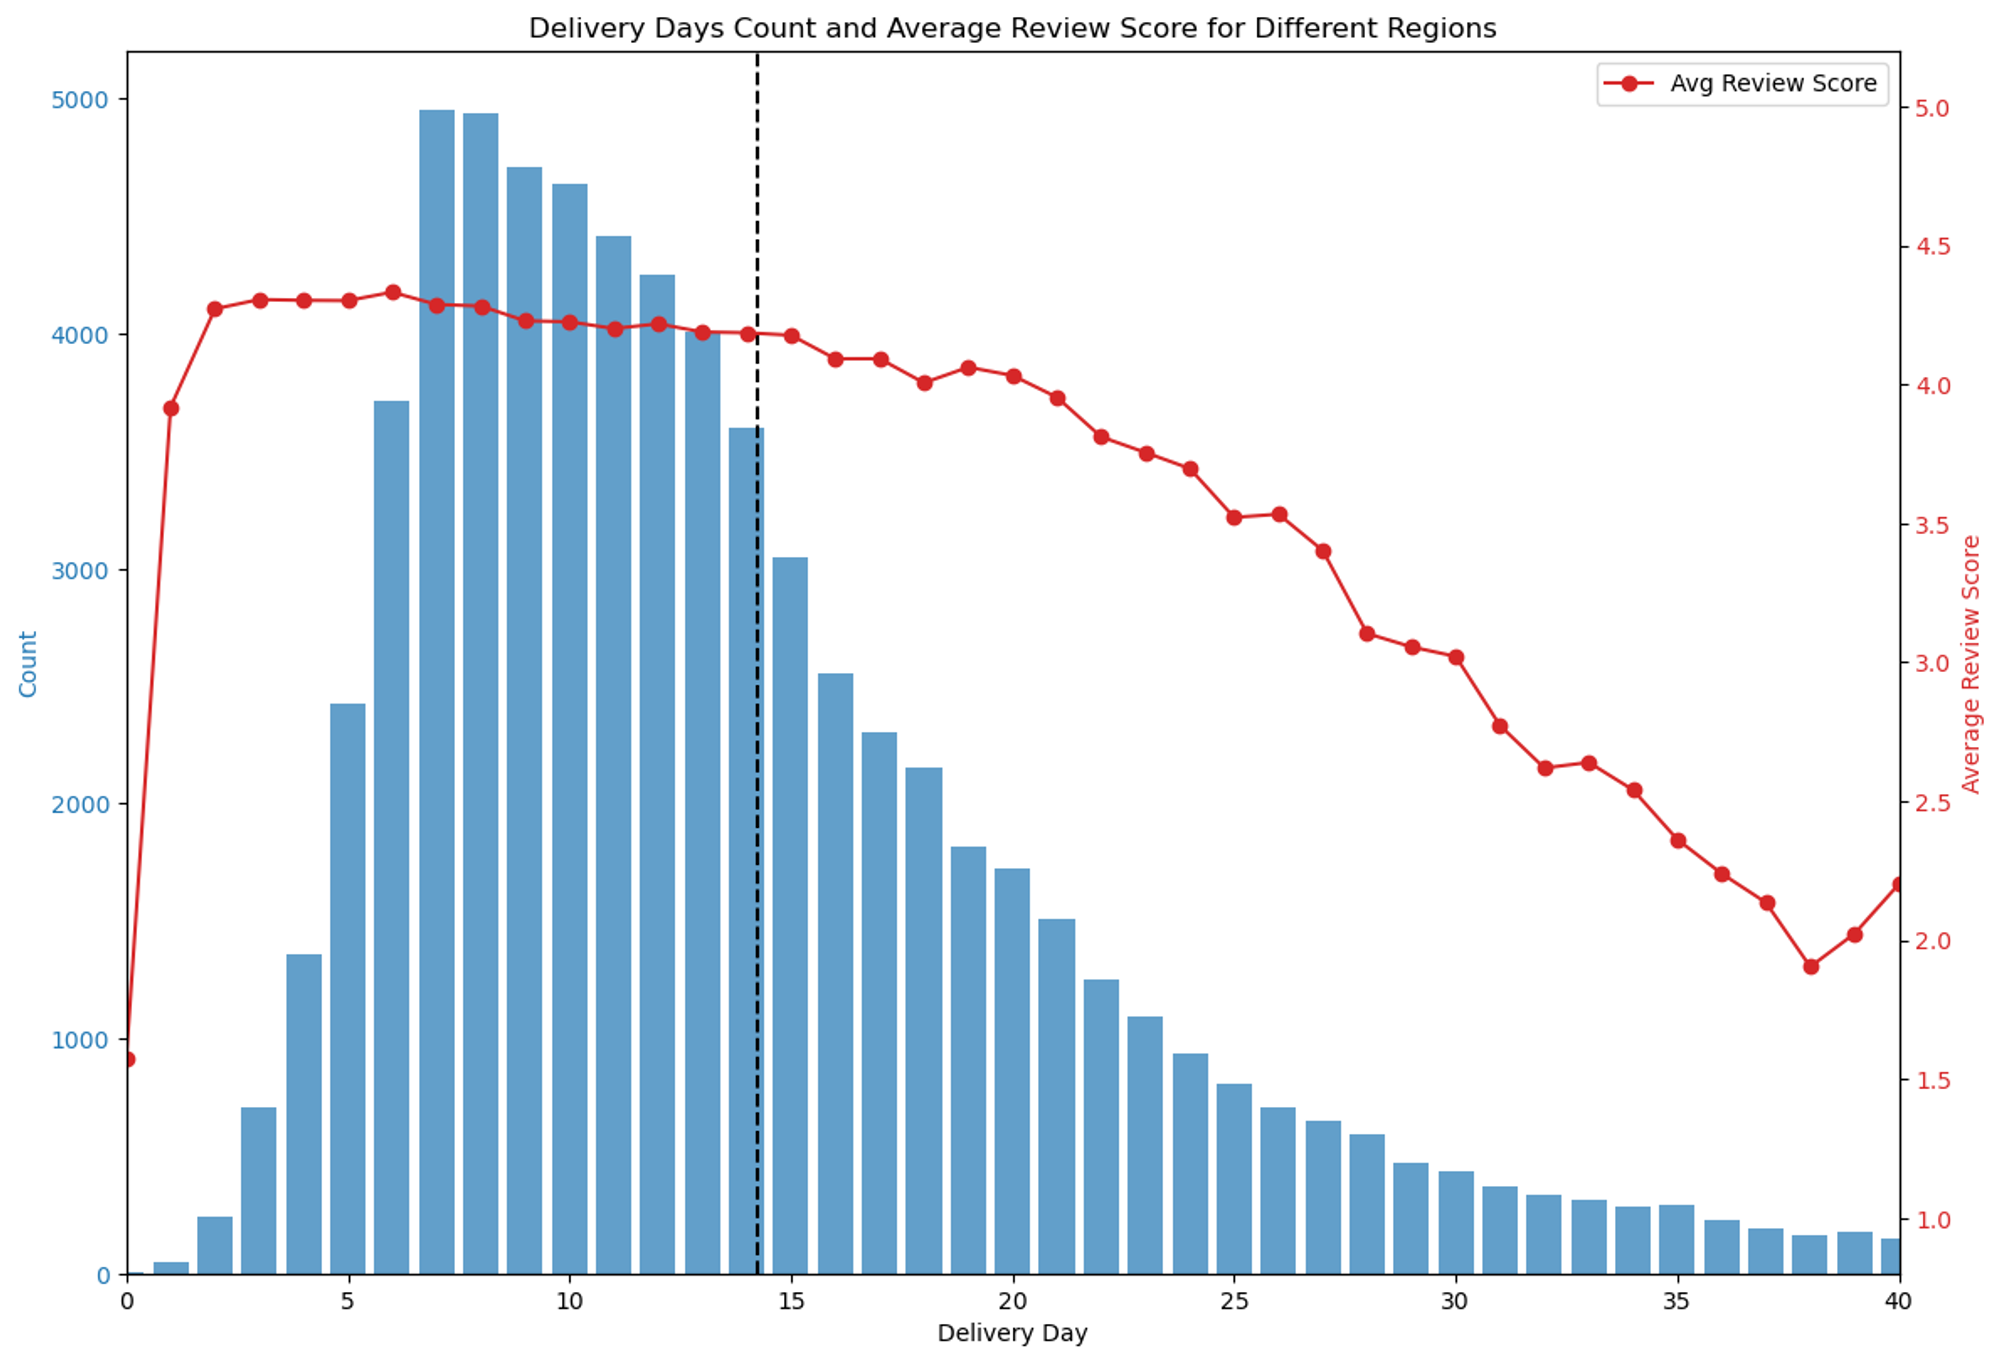 Delivery Days Count and Average Review Score for Different Regions
Avg Review Score
5000
4000
3000
2000
1000
0
Count
5.0
4.5
4.0
3.5
3.0
2.5
2.0
1.5
1.0
Average Review Score
0 5 10 15 20 25 30 35 40
Delivery Day